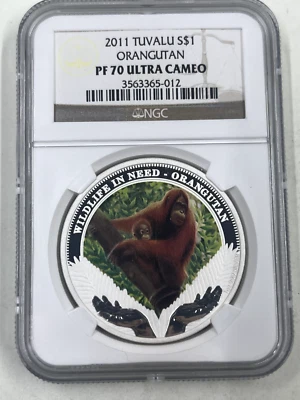 2011 TUVALU S$1
ORANGUTAN
PF 70 ULTRA CAMEO
3563365-012
NGC
WILDLIFE IN NEED - ORANGUTAN